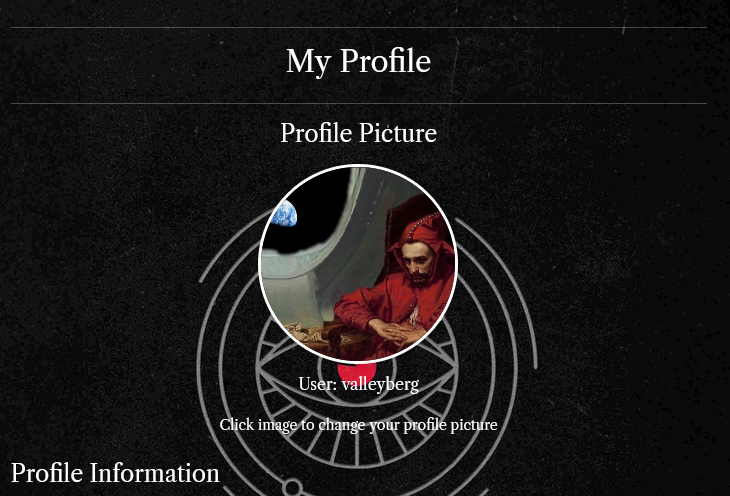 My Profile
Profile Picture
User: valleyberg
Click image to change your profile picture
Profile Information